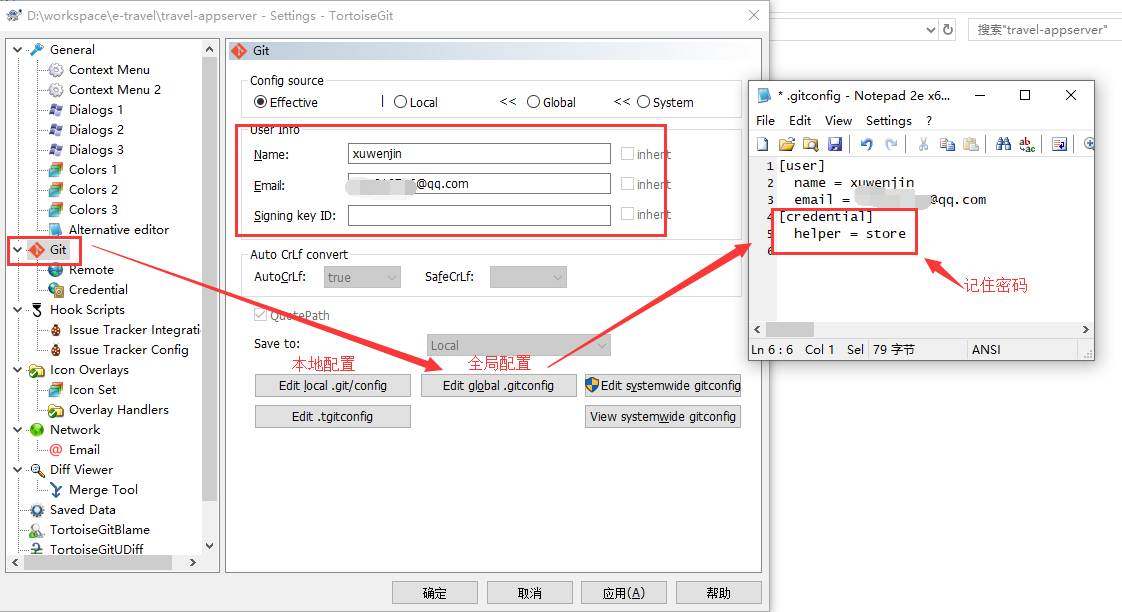 D:\workspace\e-travel\travel-appserver - Settings - TortoiseGit
General
Context Menu
Context Menu 2
Dialogs 1
Dialogs 2
Dialogs 3
Colors 1
Colors 2
Colors 3
Alternative editor
Git
Remote
Credential
Hook Scripts
Issue Tracker Integrati
Issue Tracker Config
Icon Overlays
Icon Set
Overlay Handlers
Network
Email
Diff Viewer
Merge Tool
Saved Data
TortoiseGitBlame
TortoiseGitUDiff
Git
Config source
Effective | Local << Global << System
User Info
Name: xuwenjin inherit
Email: @qq.com inherit
Signing key ID: inherit
Auto CrLf convert
AutoCrLf: true SafeCrLf:
QuotePath
Save to: Local
本地配置 全局配置
Edit local .git/config Edit global .gitconfig Edit systemwide gitconfig
Edit .tgitconfig View systemwide gitconfig
确定 取消 应用(A) 帮助
搜索"travel-appserver"
* .gitconfig - Notepad 2e x6...
File Edit View Settings ?
1 [user]
2 name = xuwenjin
3 email = @qq.com
4 [credential]
5 helper = store
6
记住密码
Ln 6 : 6 Col 1 Sel 79 字节 ANSI